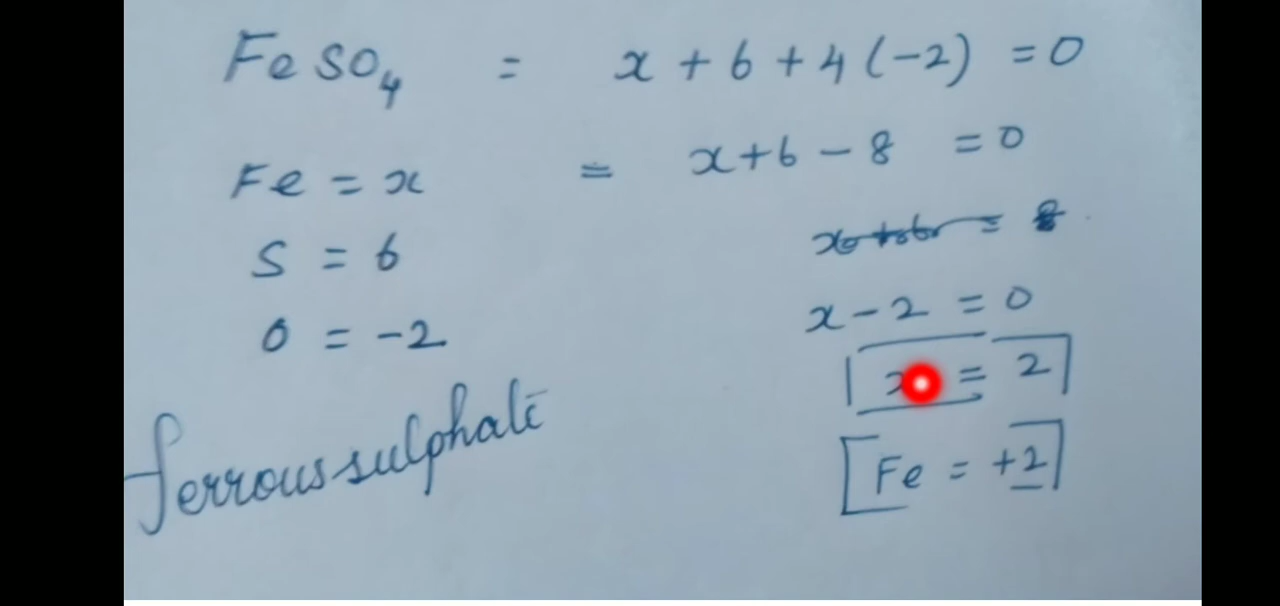 FeSO₄ = x + 6 + 4(-2) = 0
Fe = x = x + 6 - 8 = 0
S = 6
x - 2 = 0
O = -2
x = 2
Ferrous sulphate
Fe = +2